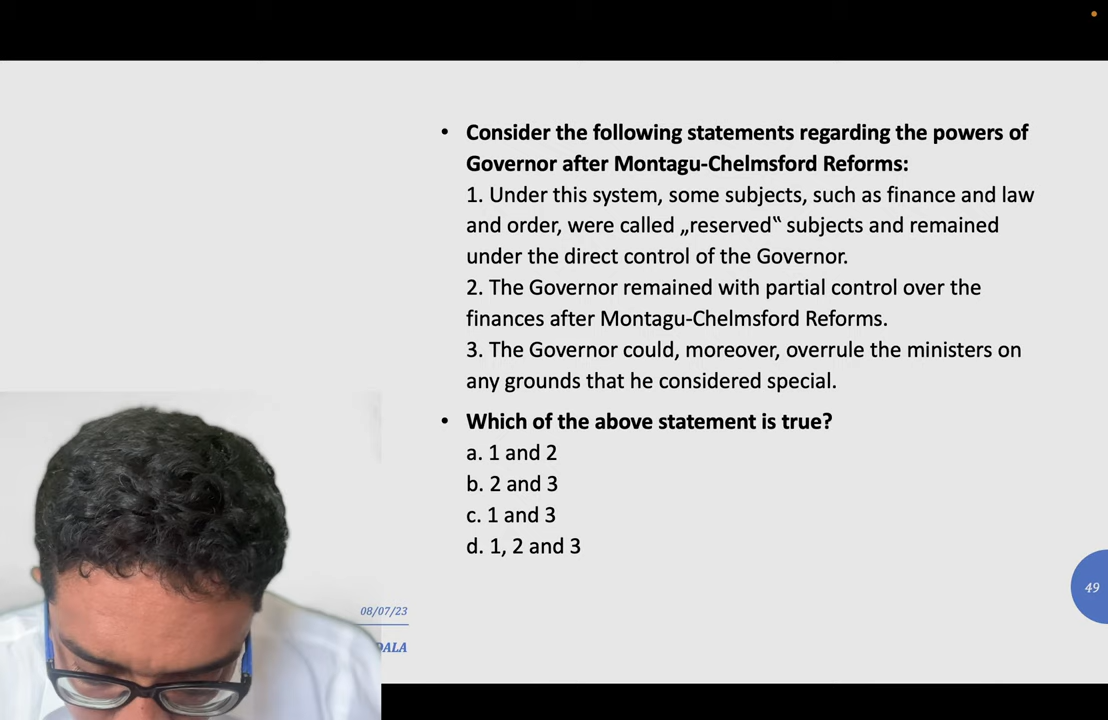 • Consider the following statements regarding the powers of
Governor after Montagu-Chelmsford Reforms:
1. Under this system, some subjects, such as finance and law
and order, were called „reserved‟ subjects and remained
under the direct control of the Governor.
2. The Governor remained with partial control over the
finances after Montagu-Chelmsford Reforms.
3. The Governor could, moreover, overrule the ministers on
any grounds that he considered special.
• Which of the above statement is true?
a. 1 and 2
b. 2 and 3
c. 1 and 3
d. 1, 2 and 3
49
08/07/23
DALA